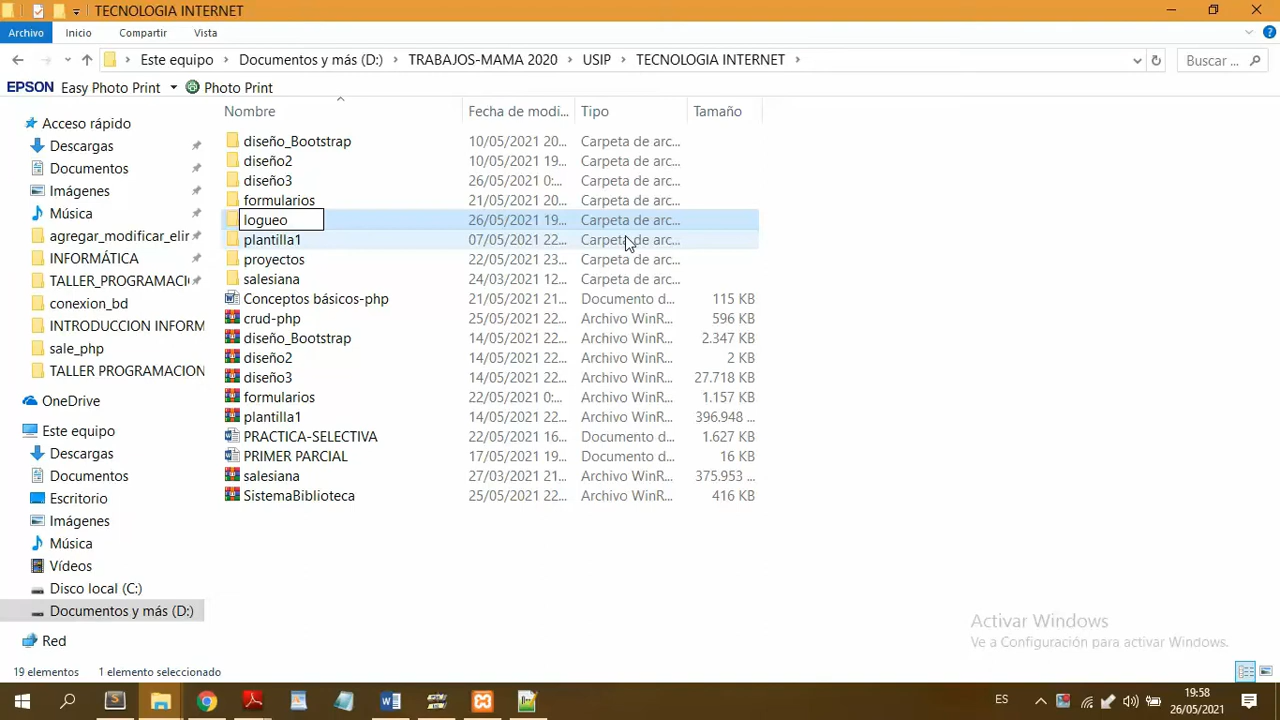 TECNOLOGIA INTERNET
Archivo Inicio Compartir Vista
Este equipo Documentos y más (D:) TRABAJOS-MAMA 2020 USIP TECNOLOGIA INTERNET Buscar ...
EPSON Easy Photo Print Photo Print
Nombre Fecha de modi... Tipo Tamaño
Acceso rápido
Descargas
Documentos
Imágenes
Música
agregar_modificar_elir
INFORMÁTICA
TALLER_PROGRAMACI
conexion_bd
INTRODUCCION INFORM
sale_php
TALLER PROGRAMACION
OneDrive
Este equipo
Descargas
Documentos
Escritorio
Imágenes
Música
Vídeos
Disco local (C:)
Documentos y más (D:)
Red
diseño_Bootstrap 10/05/2021 20... Carpeta de arc...
diseño2 10/05/2021 19... Carpeta de arc...
diseño3 26/05/2021 0:... Carpeta de arc...
formularios 21/05/2021 20... Carpeta de arc...
logueo 26/05/2021 19... Carpeta de arc...
plantilla1 07/05/2021 22... Carpeta de arc...
proyectos 22/05/2021 23... Carpeta de arc...
salesiana 24/03/2021 12... Carpeta de arc...
Conceptos básicos-php 21/05/2021 21... Documento d... 115 KB
crud-php 25/05/2021 22... Archivo WinR... 596 KB
diseño_Bootstrap 14/05/2021 22... Archivo WinR... 2.347 KB
diseño2 14/05/2021 22... Archivo WinR... 2 KB
diseño3 14/05/2021 22... Archivo WinR... 27.718 KB
formularios 22/05/2021 0:... Archivo WinR... 1.157 KB
plantilla1 14/05/2021 22... Archivo WinR... 396.948 ...
PRACTICA-SELECTIVA 22/05/2021 16... Documento d... 1.627 KB
PRIMER PARCIAL 17/05/2021 19... Documento d... 16 KB
salesiana 27/03/2021 21... Archivo WinR... 375.953 ...
SistemaBiblioteca 25/05/2021 22... Archivo WinR... 416 KB
Activar Windows
Ve a Configuración para activar Windows.
19 elementos 1 elemento seleccionado
ES 19:58
26/05/2021